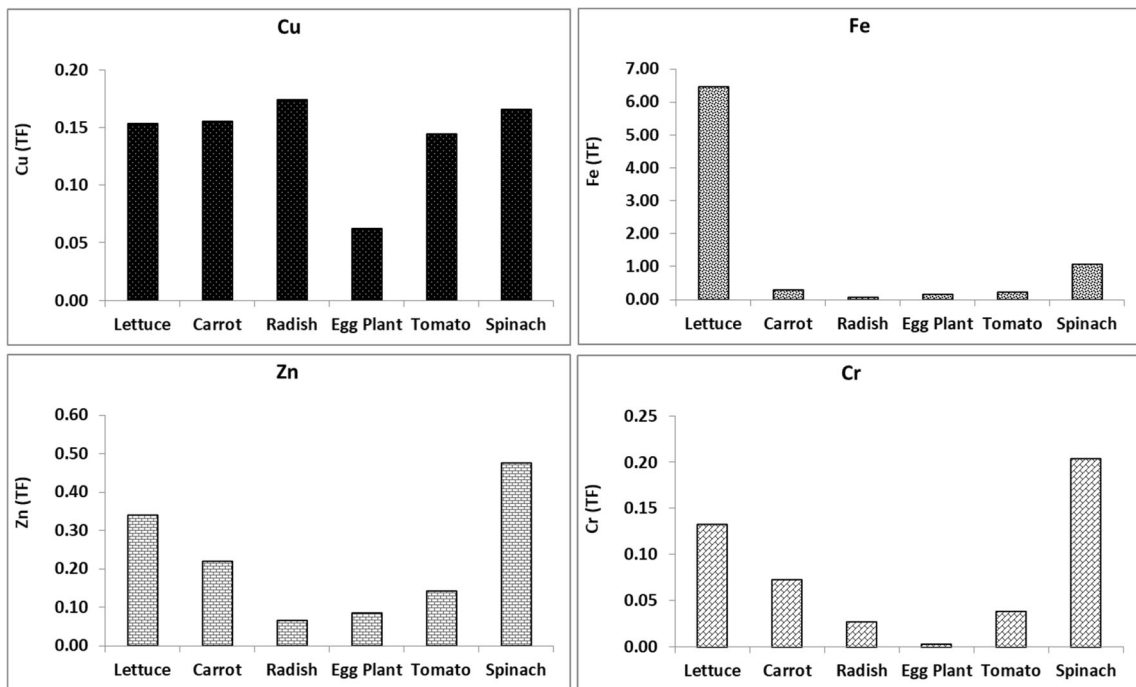 Cu
Cu (TF)
0.20
0.15
0.10
0.05
0.00
Lettuce Carrot Radish Egg Plant Tomato Spinach
Fe
Fe (TF)
7.00
6.00
5.00
4.00
3.00
2.00
1.00
0.00
Lettuce Carrot Radish Egg Plant Tomato Spinach
Zn
Zn (TF)
0.60
0.50
0.40
0.30
0.20
0.10
0.00
Lettuce Carrot Radish Egg Plant Tomato Spinach
Cr
Cr (TF)
0.25
0.20
0.15
0.10
0.05
0.00
Lettuce Carrot Radish Egg Plant Tomato Spinach